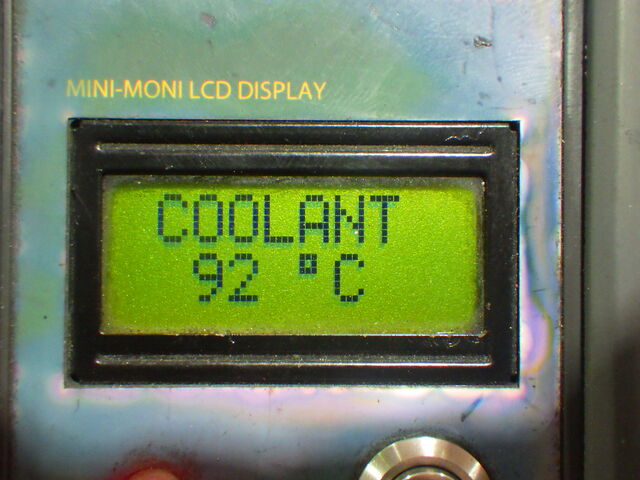 MINI-MONI LCD DISPLAY
COOLANT
92 °C